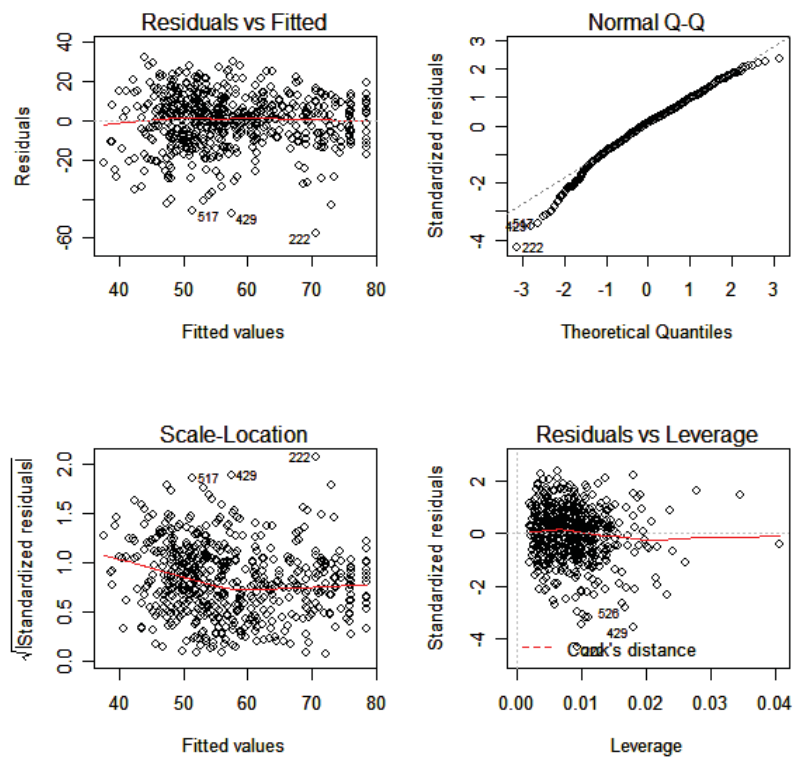 Residuals vs Fitted
Residuals
40
20
0
-20
-60
517
429
222
40 50 60 70 80
Fitted values
Normal Q-Q
Standardized residuals
3
2
1
0
-2
-4
517
429
222
-3 -2 -1 0 1 2 3
Theoretical Quantiles
Scale-Location
√|Standardized residuals|
2.0
1.5
1.0
0.5
0.0
222
517
429
40 50 60 70 80
Fitted values
Residuals vs Leverage
Standardized residuals
2
0
-2
-4
526
429
Cook's distance
0.00 0.01 0.02 0.03 0.04
Leverage